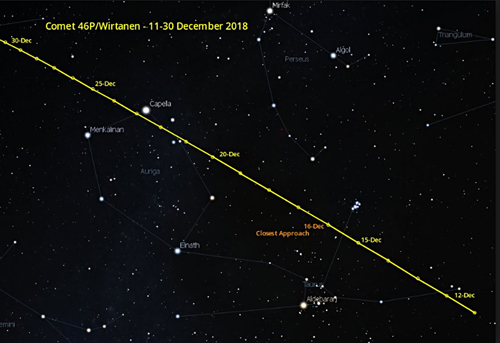 Comet 46P/Wirtanen - 11-30 December 2018
Mirfak
30-Dec
Triangulum
Algol
Perseus
25-Dec
Capella
Menkalinan
20-Dec
Auriga
16-Dec
Closest Approach
15-Dec
Elnath
Taurus
12-Dec
Aldebaran